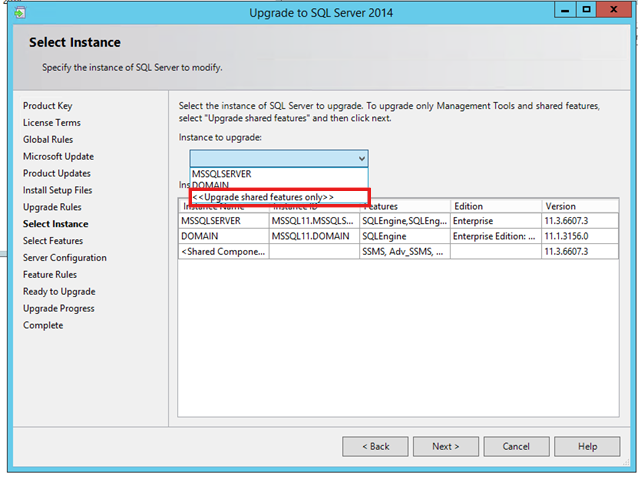 Upgrade to SQL Server 2014
Select Instance
Specify the instance of SQL Server to modify.
Product Key
License Terms
Global Rules
Microsoft Update
Product Updates
Install Setup Files
Upgrade Rules
Select Instance
Select Features
Server Configuration
Feature Rules
Ready to Upgrade
Upgrade Progress
Complete
Select the instance of SQL Server to upgrade. To upgrade only Management Tools and shared features,
select "Upgrade shared features" and then click next.
Instance to upgrade:
MSSQLSERVER
DOMAIN
<<Upgrade shared features only>>
Instance Name Instance ID Features Edition Version
MSSQLSERVER MSSQL11.MSSQLS... SQLEngine,SQLEng... Enterprise 11.3.6607.3
DOMAIN MSSQL11.DOMAIN SQLEngine Enterprise Edition: ... 11.1.3156.0
<Shared Compone... SSMS, Adv_SSMS, ... 11.3.6607.3
< Back Next > Cancel Help